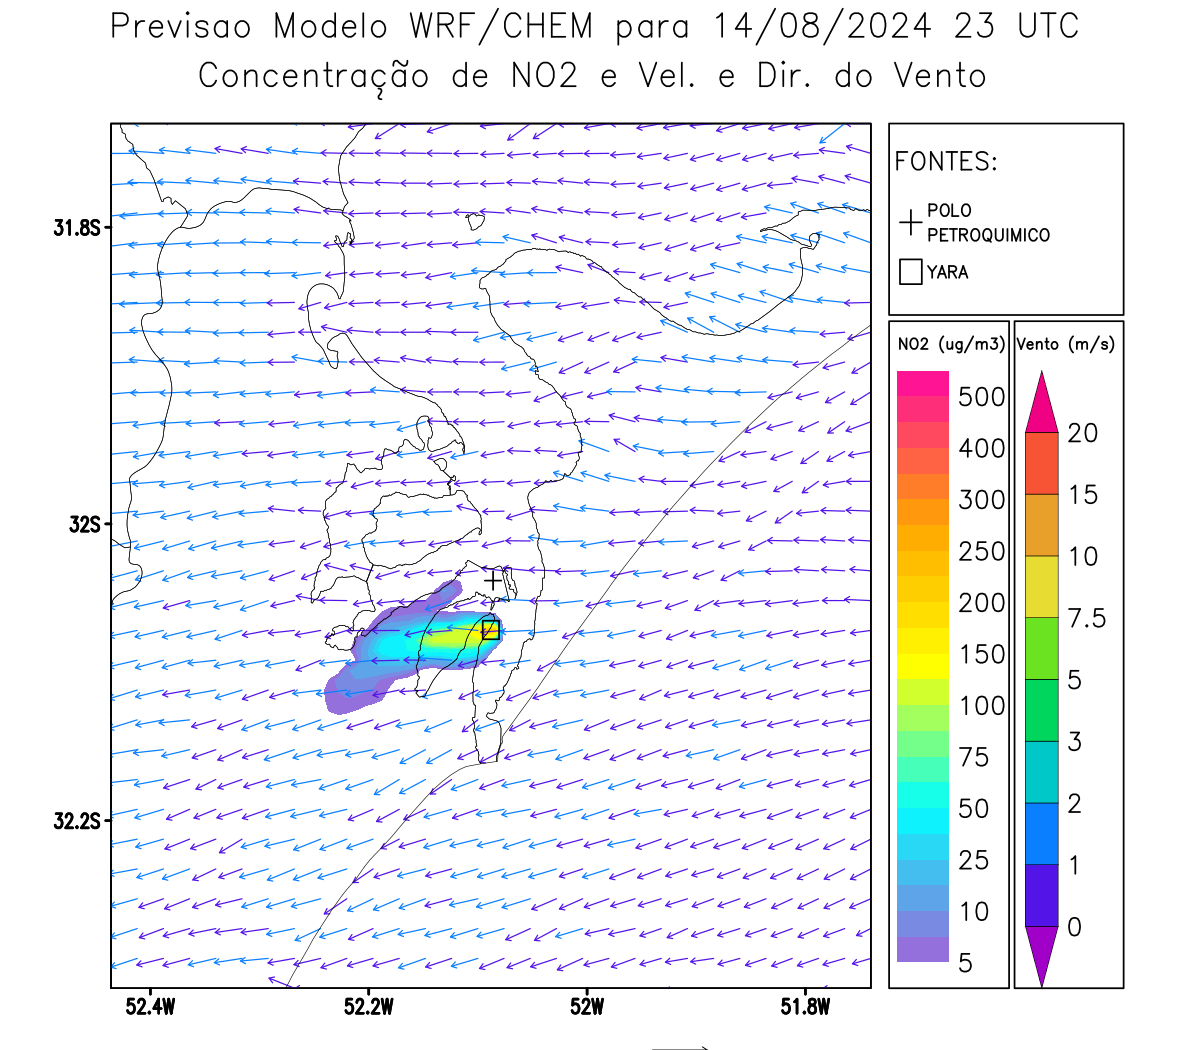 Previsao Modelo WRF/CHEM para 14/08/2024 23 UTC
Concentração de NO2 e Vel. e Dir. do Vento
FONTES:
POLO
PETROQUIMICO
YARA
NO2 (ug/m3)
500
400
300
250
200
150
100
75
50
25
10
5
Vento (m/s)
20
15
10
7.5
5
3
2
1
0
31.8S
32S
32.2S
52.4W 52.2W 52W 51.8W